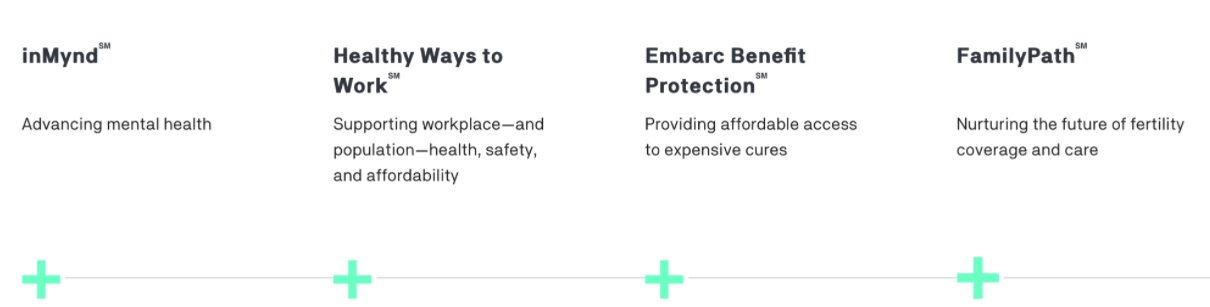 inMynd℠
Advancing mental health
Healthy Ways to
Work℠
Supporting workplace—and
population—health, safety,
and affordability
Embarc Benefit
Protection℠
Providing affordable access
to expensive cures
FamilyPath℠
Nurturing the future of fertility
coverage and care